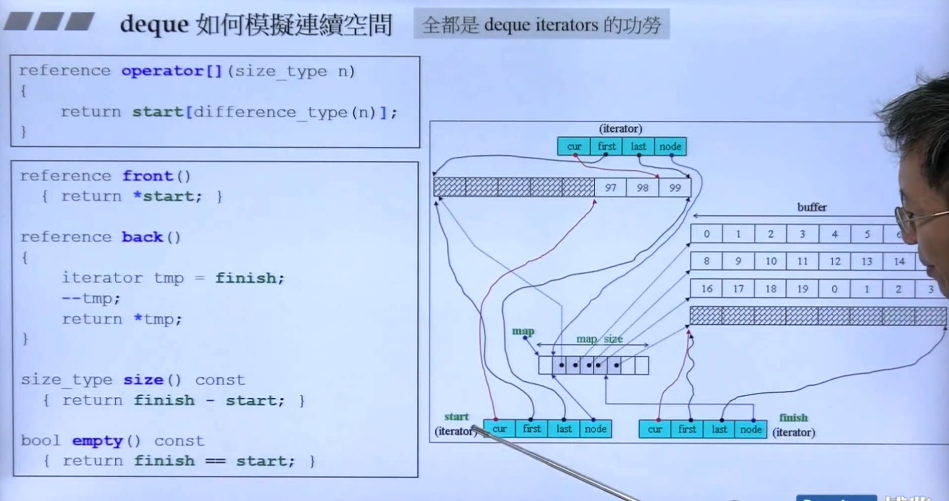 deque 如何模擬連續空間
全都是 deque iterators 的功勞
reference operator[](size_type n)
{
return start[difference_type(n)];
}
reference front()
{ return *start; }
reference back()
{
iterator tmp = finish;
--tmp;
return *tmp;
}
size_type size() const
{ return finish - start; }
bool empty() const
{ return finish == start; }
(iterator)
cur first last node
97 98 99
buffer
0 1 2 3 4 5
8 9 10 11 12 13 14
16 17 18 19 0 1 2 3
map
map size
start
(iterator)
cur first last node
cur first last node
finish
(iterator)